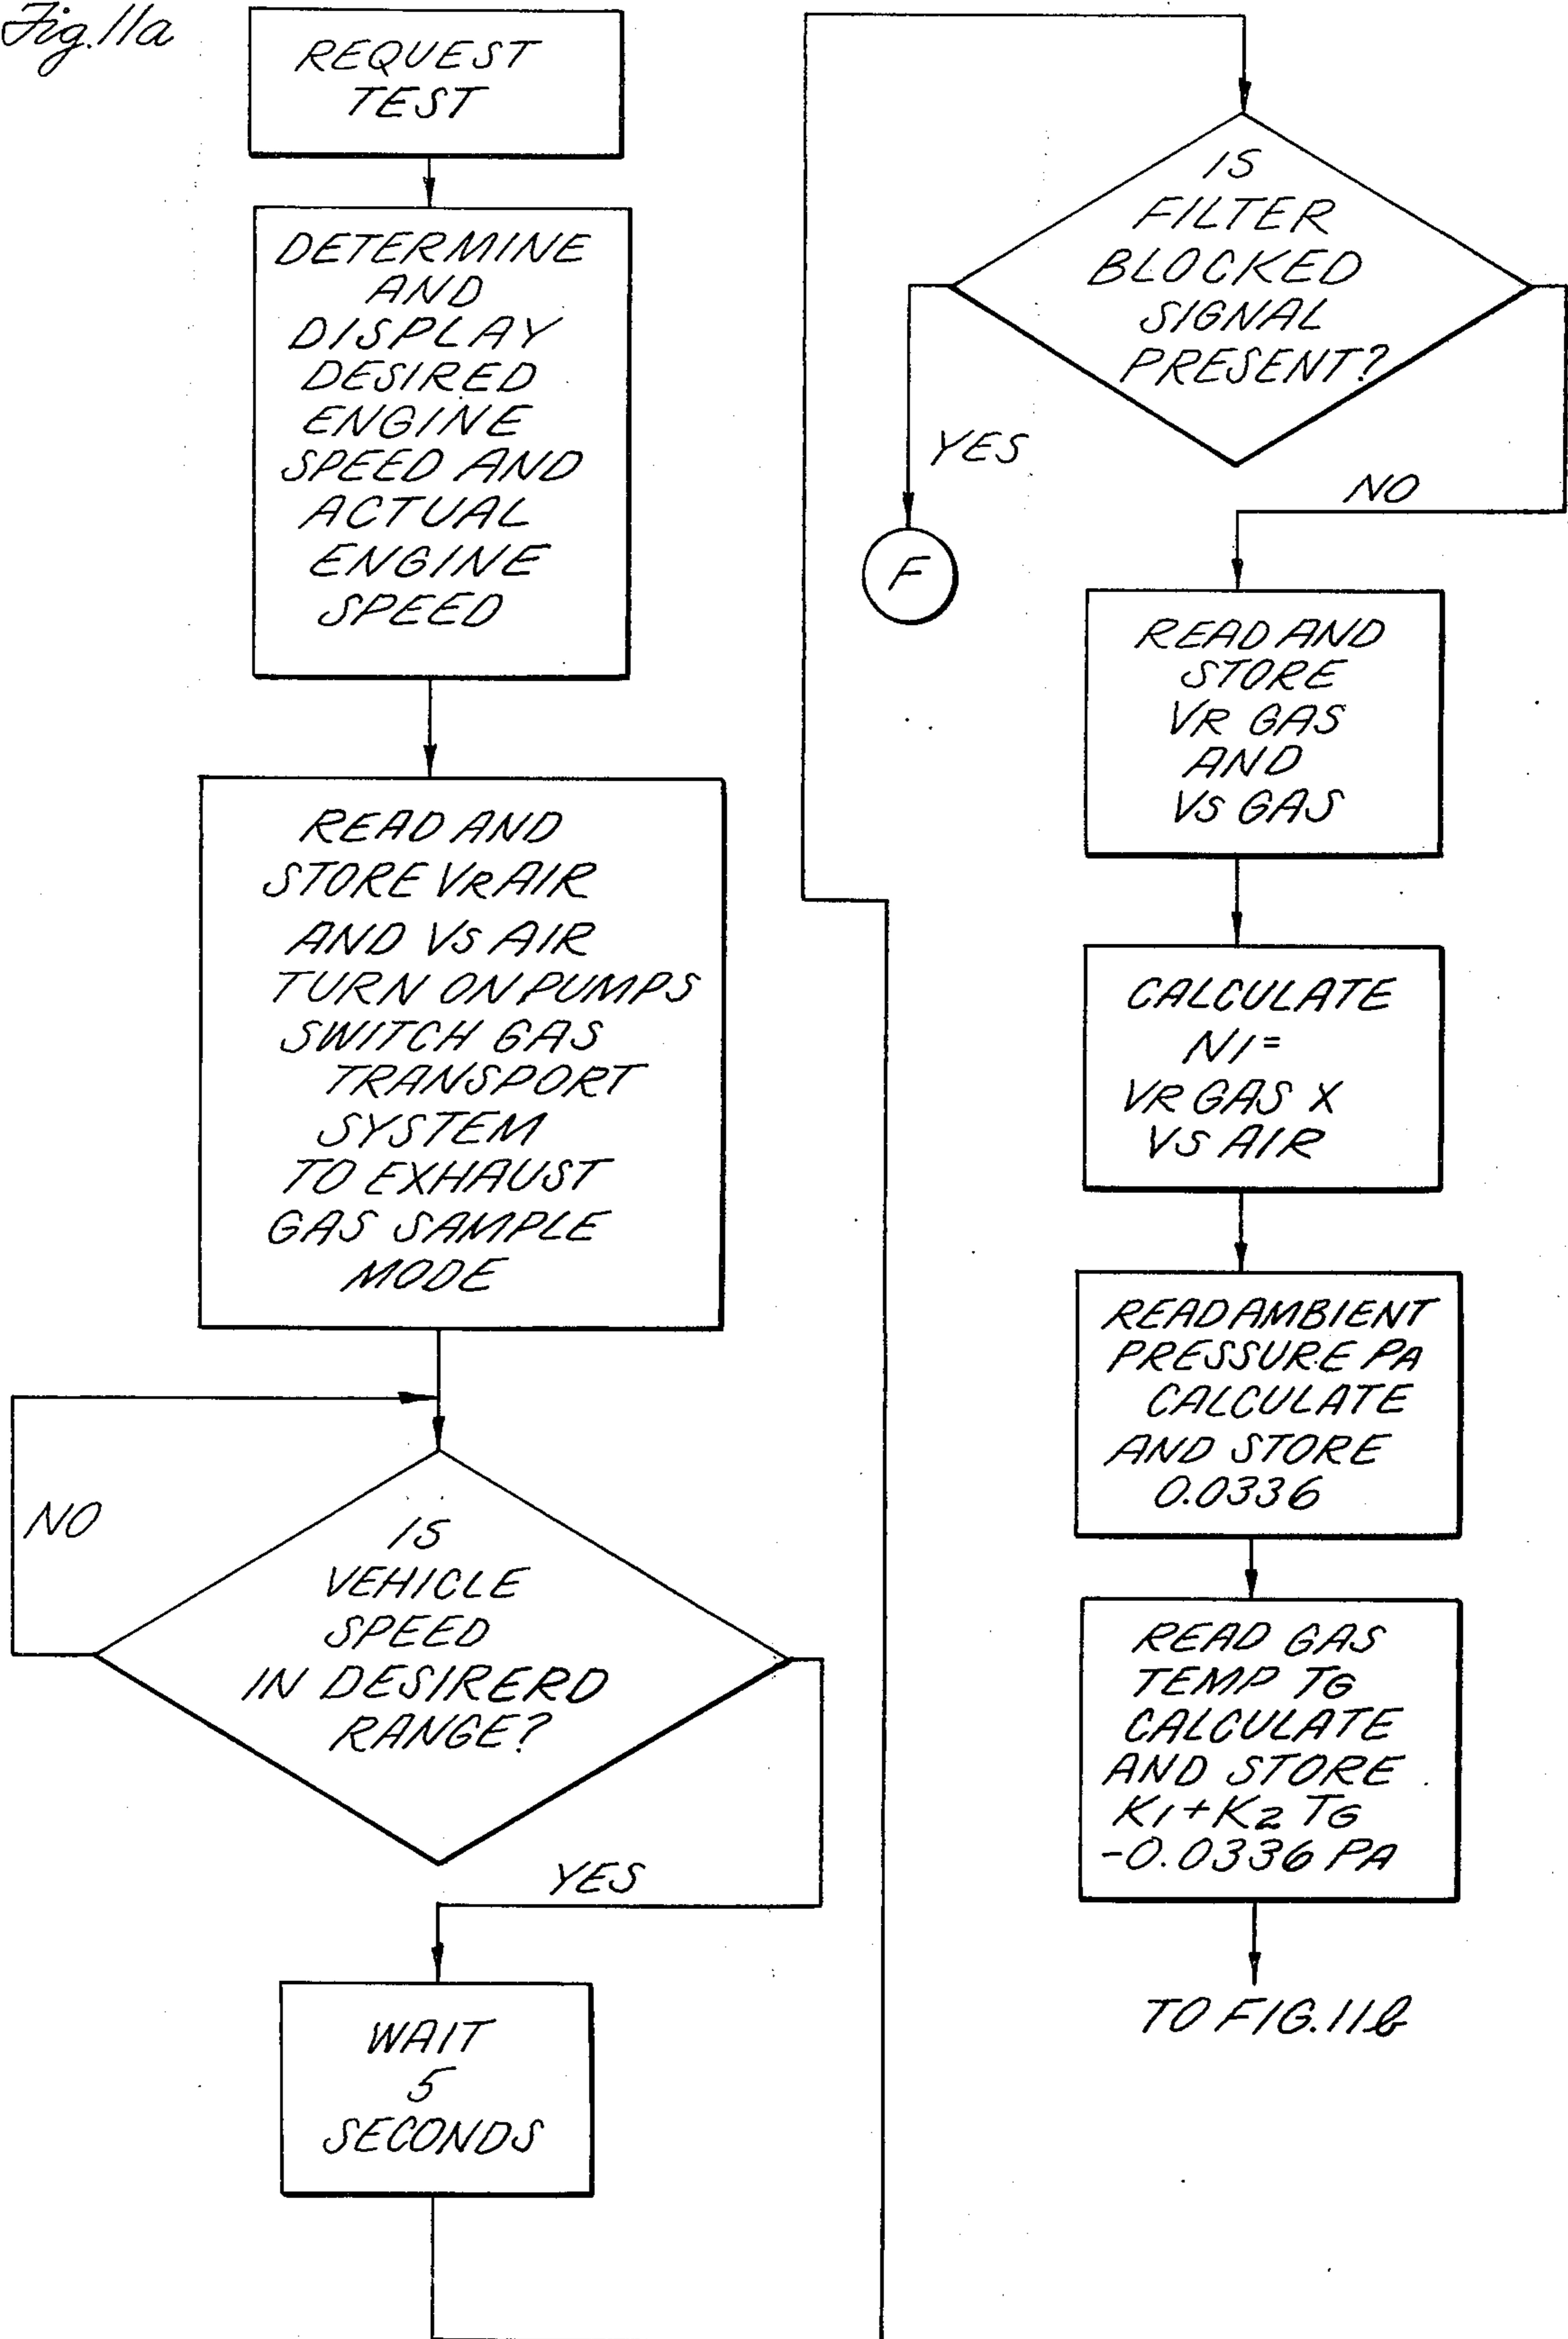 Fig. 11a
REQUEST
TEST
DETERMINE
AND
DISPLAY
DESIRED
ENGINE
SPEED AND
ACTUAL
ENGINE
SPEED
READ AND
STORE VR AIR
AND VS AIR
TURN ON PUMPS
SWITCH GAS
TRANSPORT
SYSTEM
TO EXHAUST
GAS SAMPLE
MODE
NO
IS
VEHICLE
SPEED
IN DESIRERD
RANGE?
YES
WAIT
5
SECONDS
IS
FILTER
BLOCKED
SIGNAL
PRESENT?
YES
NO
F
READ AND
STORE
VR GAS
AND
VS GAS
CALCULATE
N1=
VR GAS X
VS AIR
READ AMBIENT
PRESSURE PA
CALCULATE
AND STORE
0.0336
READ GAS
TEMP TG
CALCULATE
AND STORE
K1+K2 TG
-0.0336 PA
TO FIG. 11b